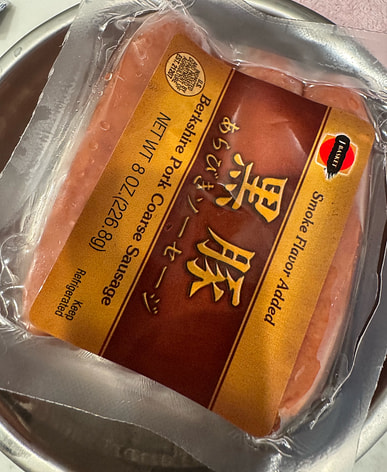 J-BASKET
Smoke Flavor Added
黒豚
あらびきソーセージ
Berkshire Pork Coarse Sausage
NET WT 8 OZ.(226.8g)
Keep
Refrigerated